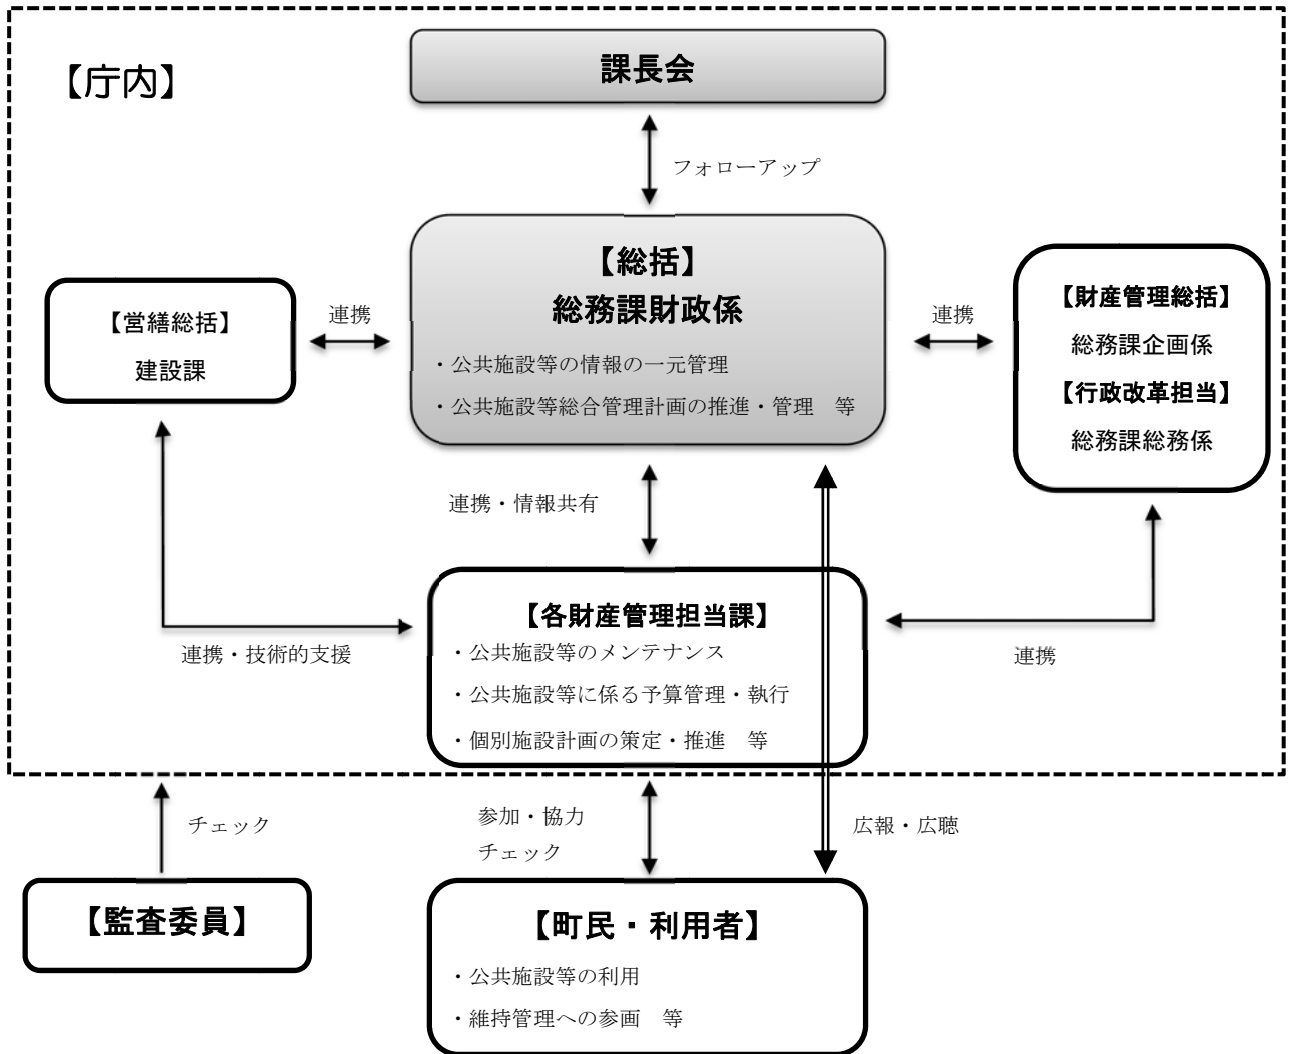 【庁内】
課長会
フォローアップ
【総括】
総務課財政係
・公共施設等の情報の一元管理
・公共施設等総合管理計画の推進・管理　等
【営繕総括】
建設課
連携
連携
【財産管理総括】
総務課企画係
【行政改革担当】
総務課総務係
連携・情報共有
【各財産管理担当課】
・公共施設等のメンテナンス
・公共施設等に係る予算管理・執行
・個別施設計画の策定・推進　等
連携・技術的支援
連携
チェック
参加・協力
チェック
広報・広聴
【監査委員】
【町民・利用者】
・公共施設等の利用
・維持管理への参画　等